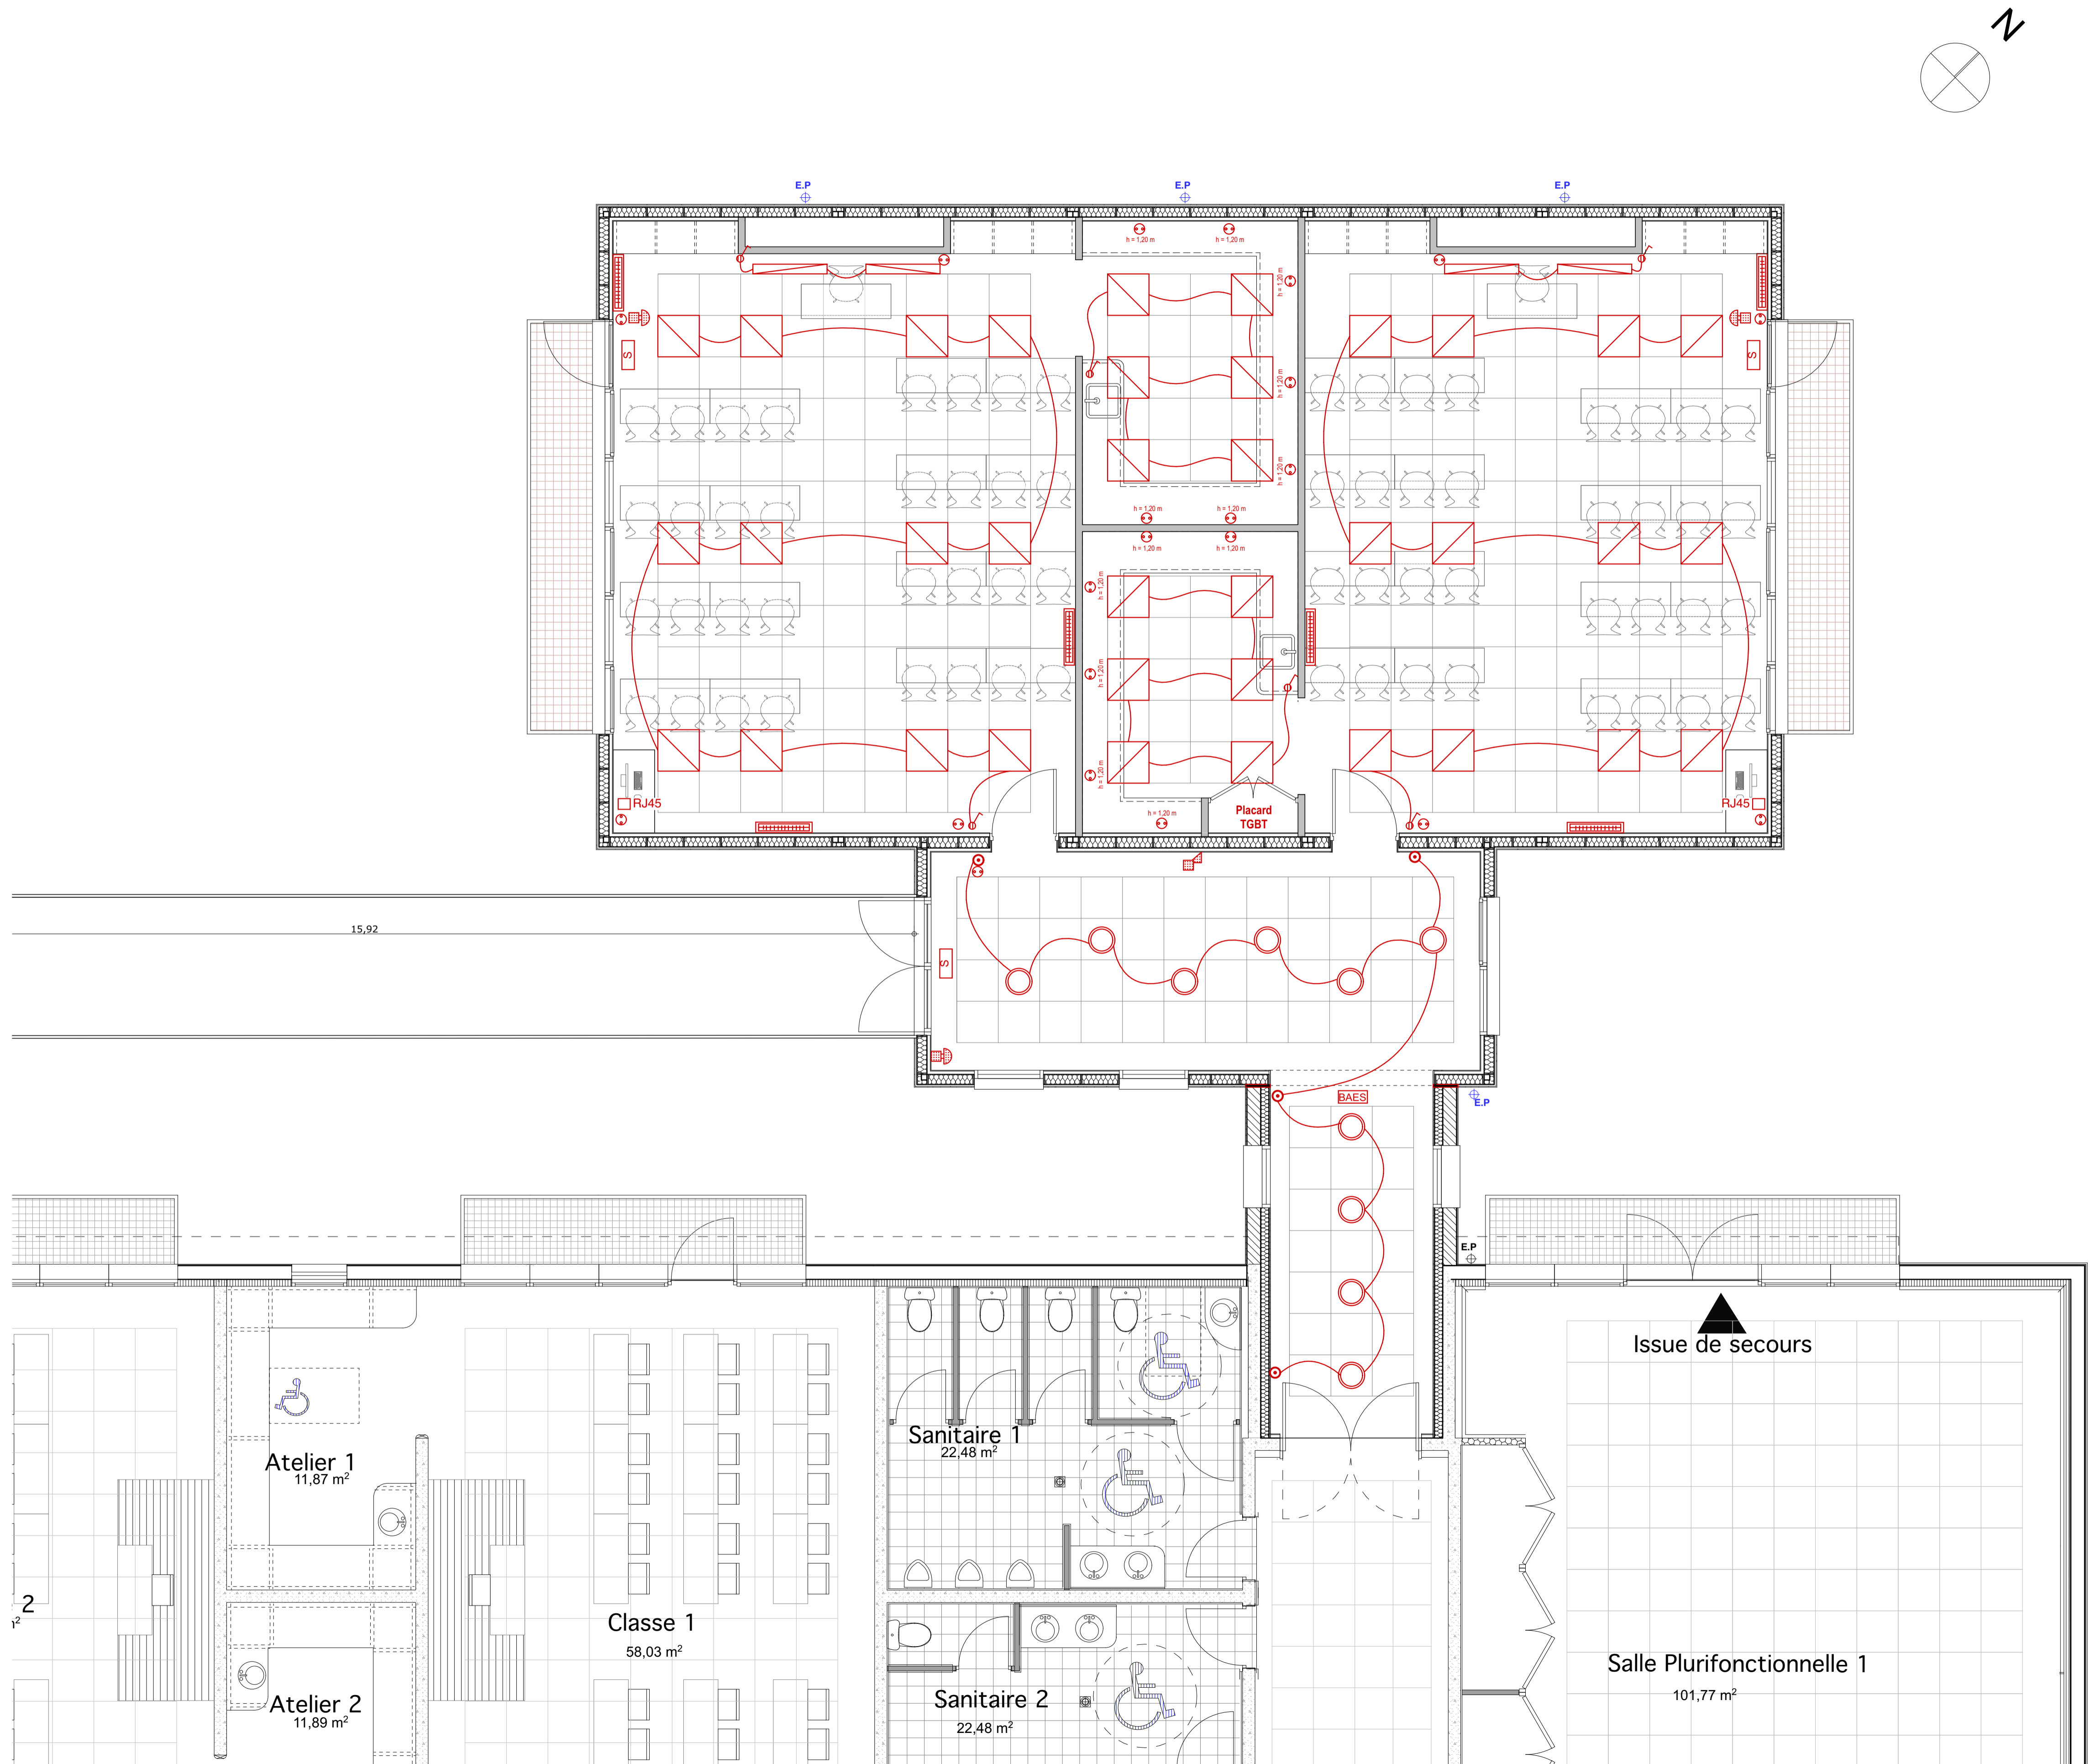 N
E.P
E.P
E.P
h = 1,20 m
h = 1,20 m
h = 1,20 m
h = 1,20 m
h = 1,20 m
S
S
h = 1,20 m
h = 1,20 m
h = 1,20 m
h = 1,20 m
h = 1,20 m
h = 1,20 m
h = 1,20 m
RJ45
RJ45
h = 1,20 m
Placard
TGBT
15,92
S
BAES
E.P
E.P
Issue de secours
Sanitaire 1
22,48 m²
Atelier 1
11,87 m²
2
m²
Classe 1
58,03 m²
Salle Plurifonctionnelle 1
101,77 m²
Sanitaire 2
22,48 m²
Atelier 2
11,89 m²